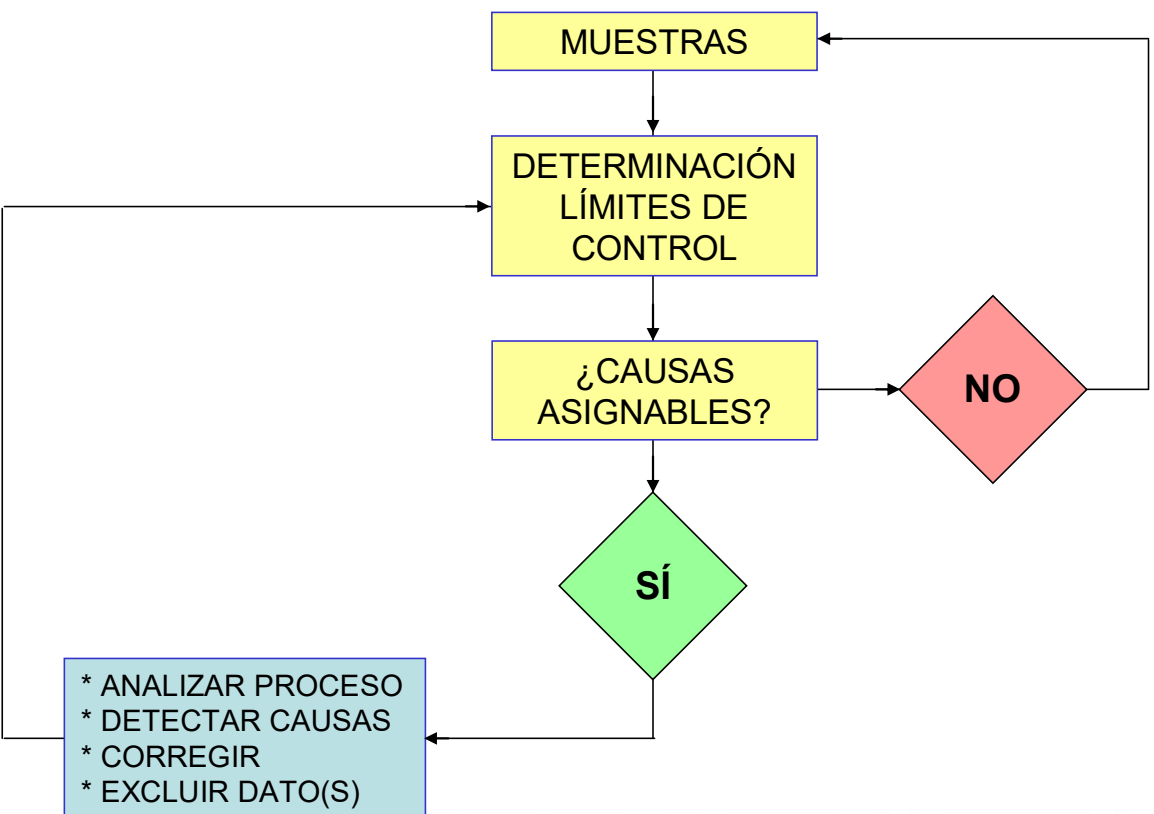 MUESTRAS
DETERMINACIÓN
LÍMITES DE
CONTROL
¿CAUSAS
ASIGNABLES?
NO
SÍ
* ANALIZAR PROCESO
* DETECTAR CAUSAS
* CORREGIR
* EXCLUIR DATO(S)